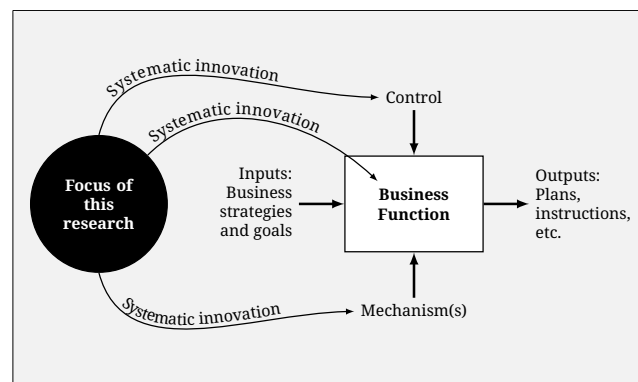 Systematic innovation
Control
Systematic innovation
Focus of
this
research
Inputs:
Business
strategies
and goals
Business
Function
Outputs:
Plans,
instructions,
etc.
Systematic innovation
Mechanism(s)